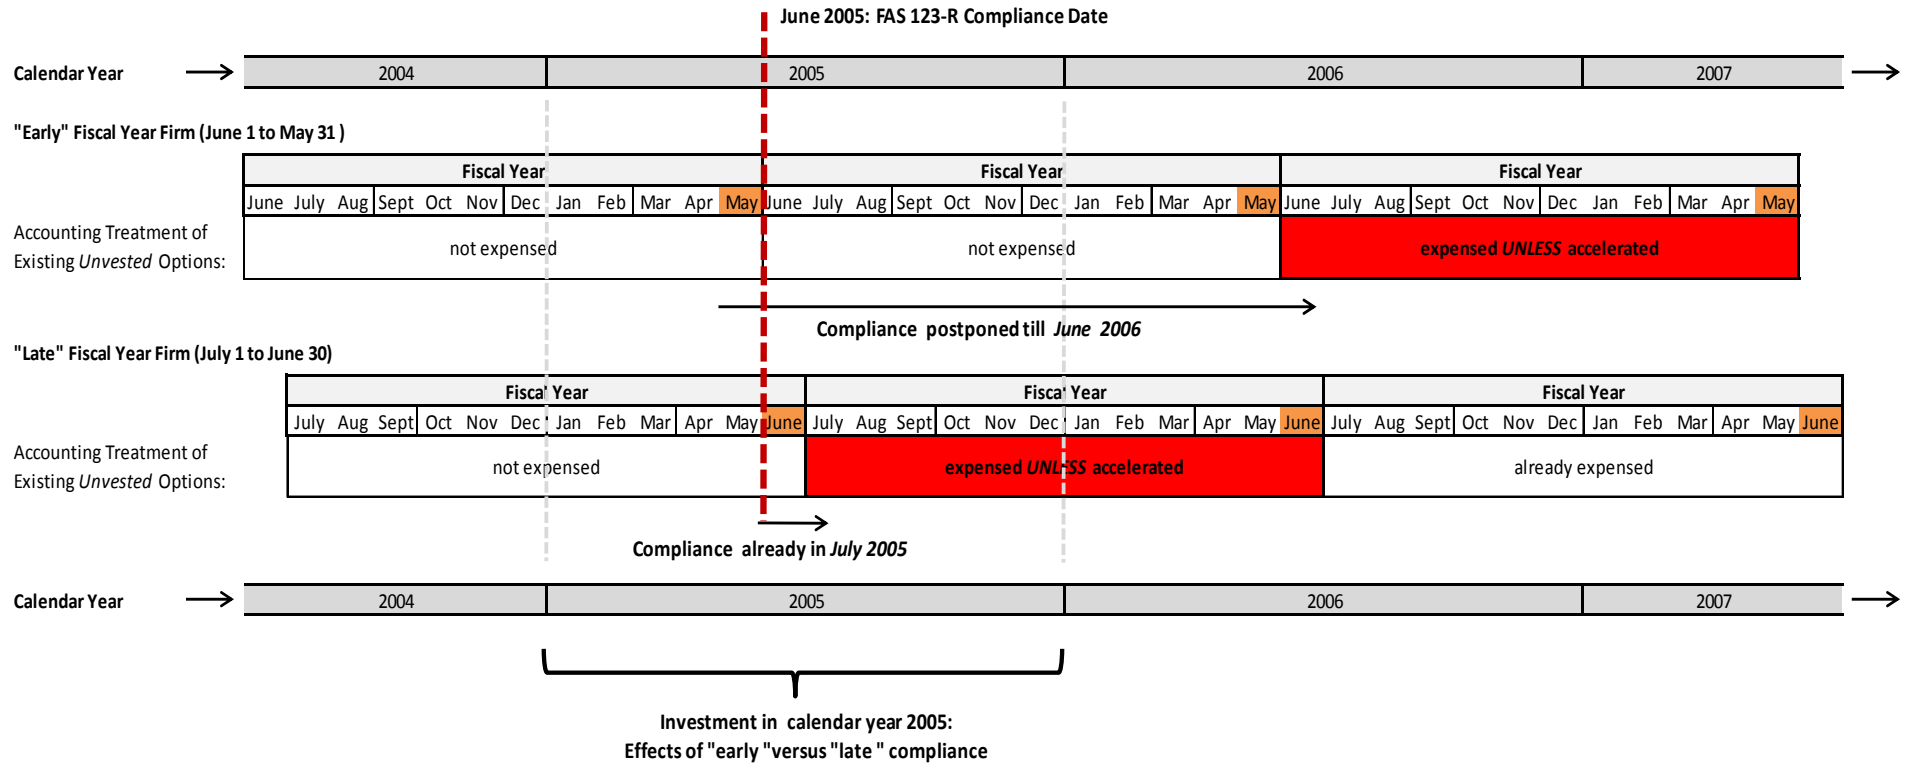 June 2005: FAS 123-R Compliance Date
Calendar Year 2004 2005 2006 2007
"Early" Fiscal Year Firm (June 1 to May 31 )
Fiscal Year Fiscal Year Fiscal Year
June July Aug Sept Oct Nov Dec Jan Feb Mar Apr May June July Aug Sept Oct Nov Dec Jan Feb Mar Apr May June July Aug Sept Oct Nov Dec Jan Feb Mar Apr May
Accounting Treatment of
Existing Unvested Options:
not expensed not expensed expensed UNLESS accelerated
Compliance postponed till June 2006
"Late" Fiscal Year Firm (July 1 to June 30)
Fiscal Year Fiscal Year Fiscal Year
July Aug Sept Oct Nov Dec Jan Feb Mar Apr May June July Aug Sept Oct Nov Dec Jan Feb Mar Apr May June July Aug Sept Oct Nov Dec Jan Feb Mar Apr May June
Accounting Treatment of
Existing Unvested Options:
not expensed expensed UNLESS accelerated already expensed
Compliance already in July 2005
Calendar Year 2004 2005 2006 2007
Investment in calendar year 2005:
Effects of "early "versus "late " compliance